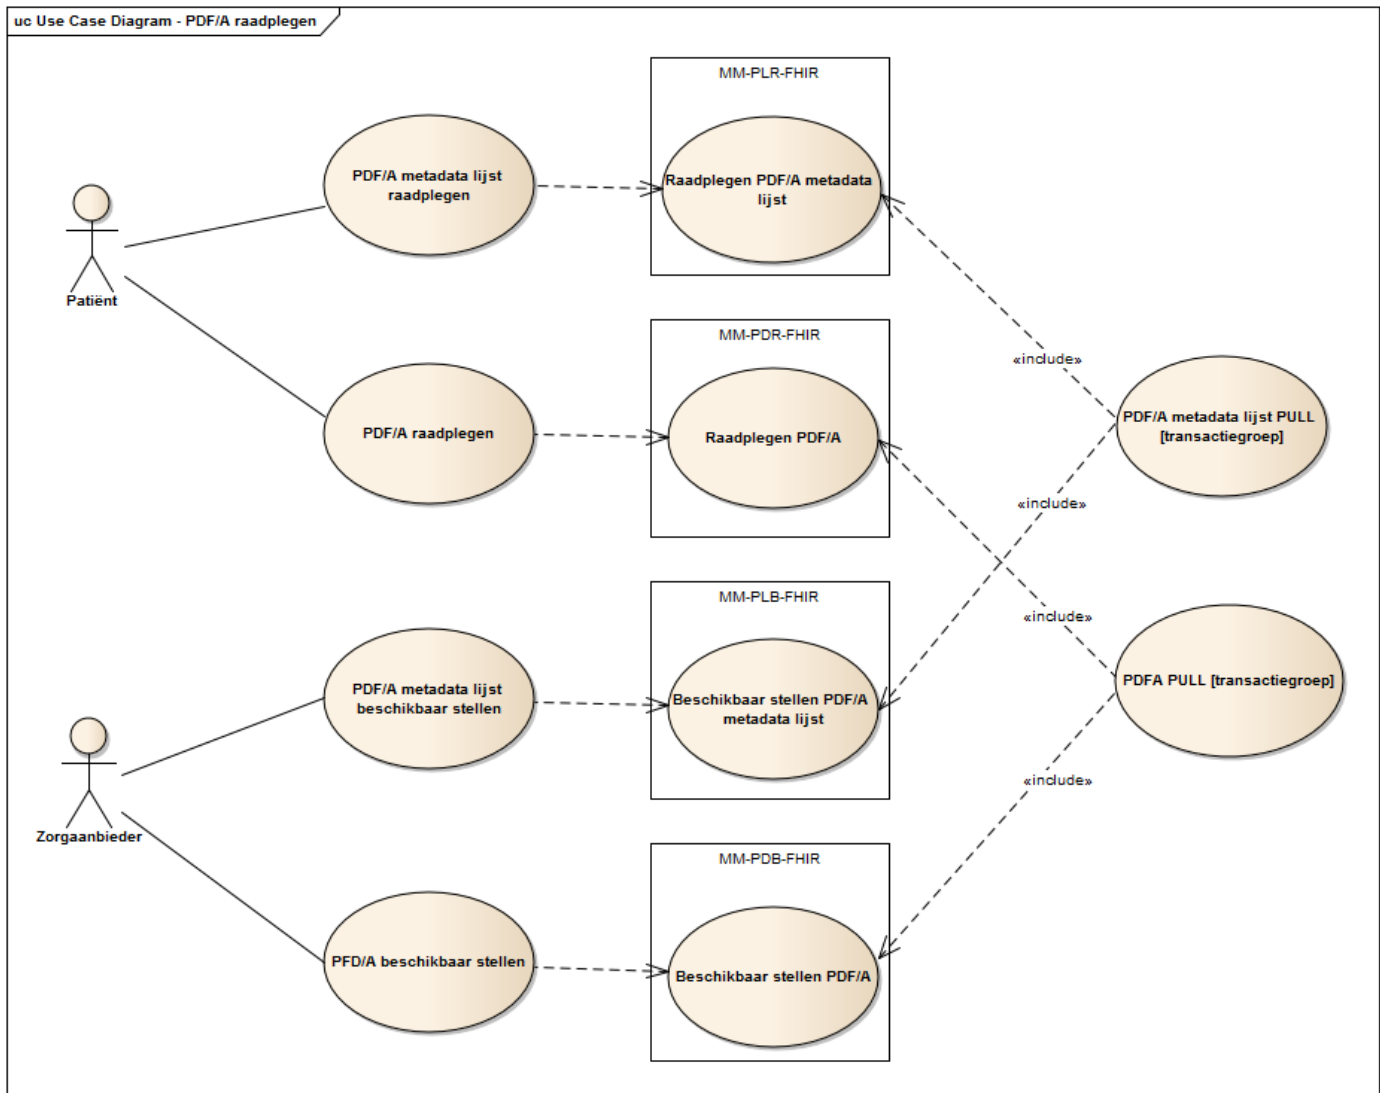 uc Use Case Diagram - PDF/A raadplegen
MM-PLR-FHIR
PDF/A metadata lijst
raadplegen
Raadplegen PDF/A metadata
lijst
Patiënt
MM-PDR-FHIR
«include»
PDF/A metadata lijst PULL
[transactiegroep]
PDF/A raadplegen
Raadplegen PDF/A
«include»
MM-PLB-FHIR
«include»
PDFA PULL [transactiegroep]
PDF/A metadata lijst
beschikbaar stellen
Beschikbaar stellen PDF/A
metadata lijst
«include»
Zorgaanbieder
MM-PDB-FHIR
PFD/A beschikbaar stellen
Beschikbaar stellen PDF/A